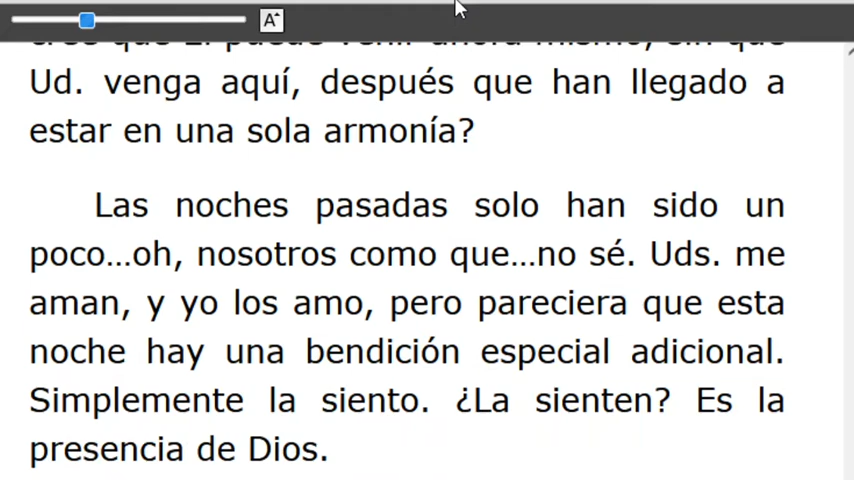 A
Ud. venga aquí, después que han llegado a
estar en una sola armonía?
Las noches pasadas solo han sido un
poco...oh, nosotros como que...no sé. Uds. me
aman, y yo los amo, pero pareciera que esta
noche hay una bendición especial adicional.
Simplemente la siento. ¿La sienten? Es la
presencia de Dios.